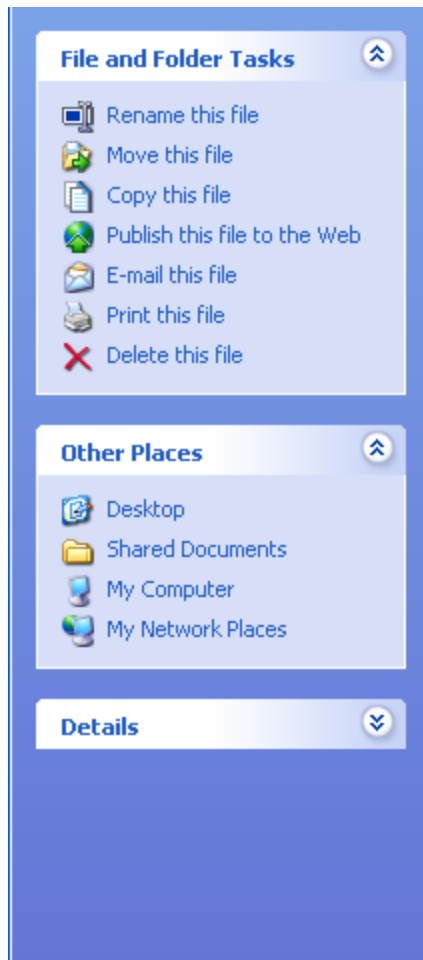 File and Folder Tasks
Rename this file
Move this file
Copy this file
Publish this file to the Web
E-mail this file
Print this file
Delete this file
Other Places
Desktop
Shared Documents
My Computer
My Network Places
Details